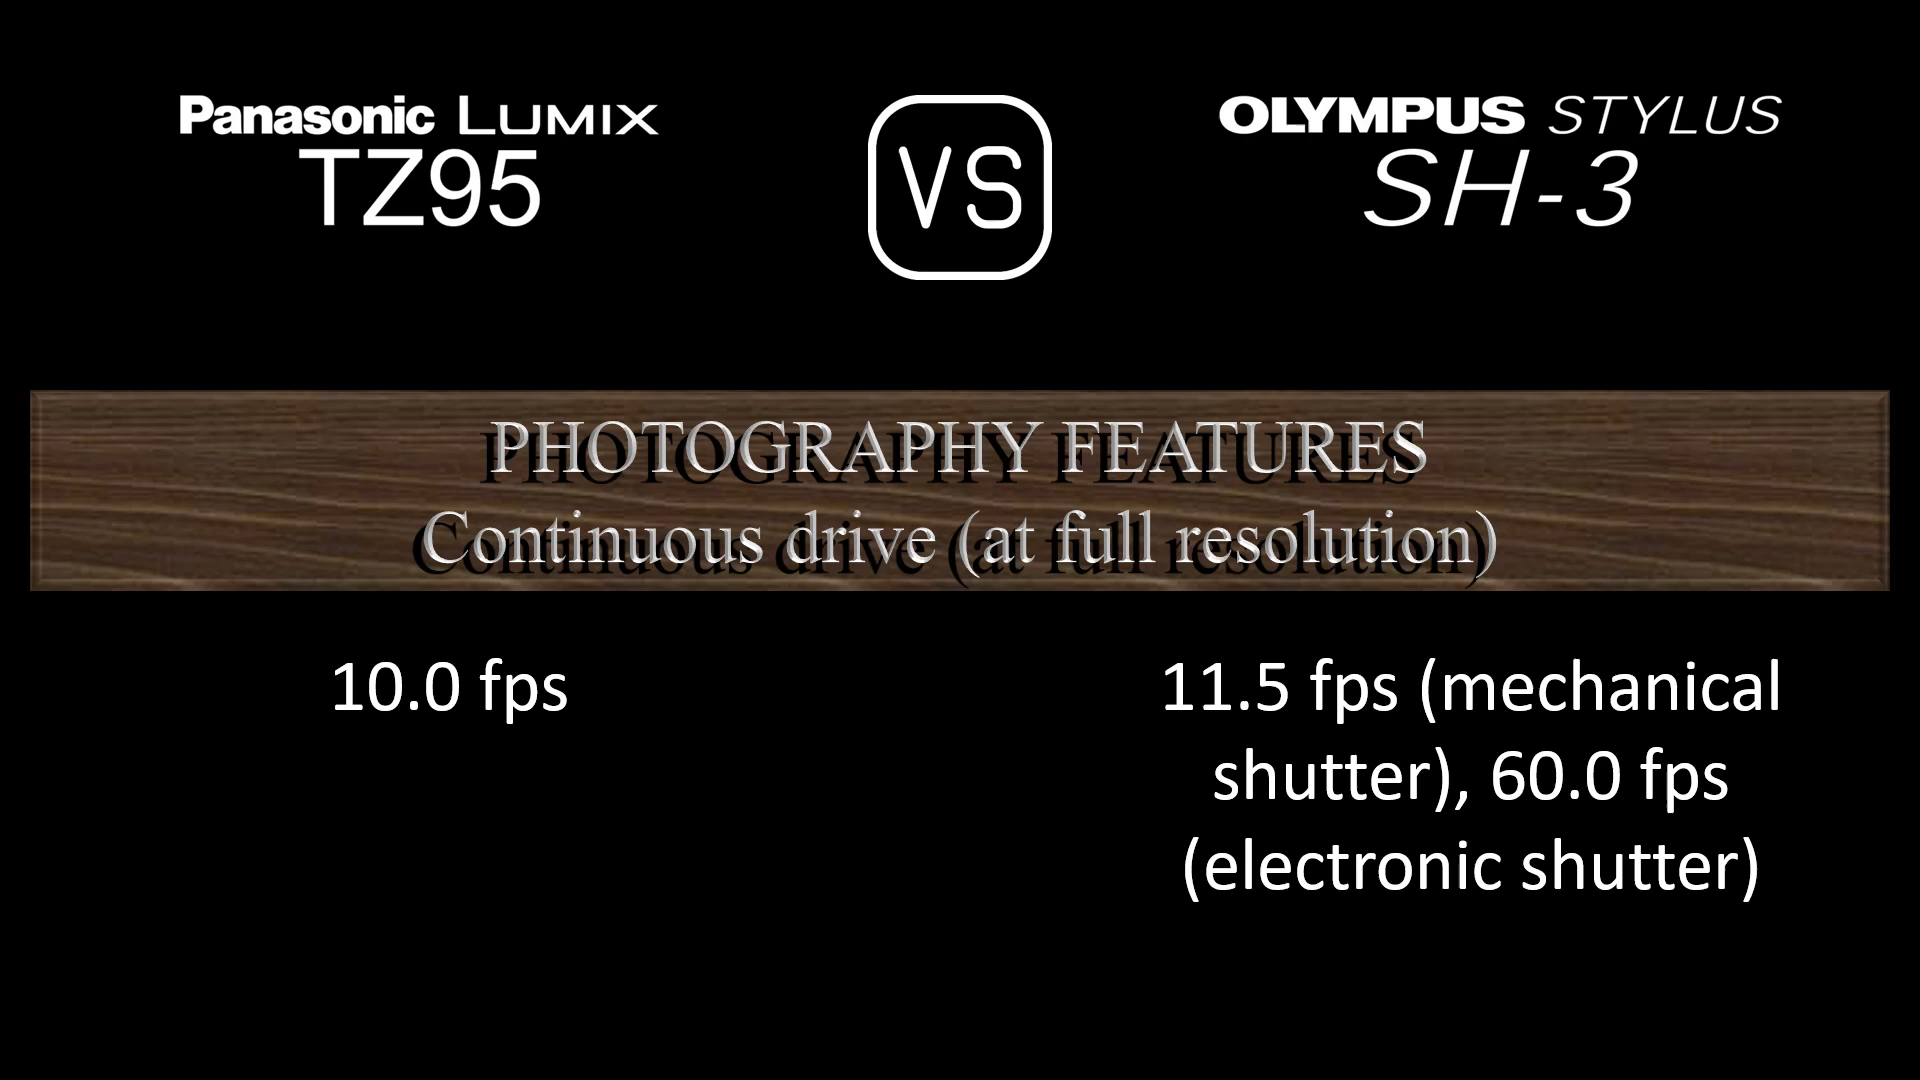 Panasonic LUMIX
TZ95
VS
OLYMPUS STYLUS
SH-3
PHOTOGRAPHY FEATURES
Continuous drive (at full resolution)
10.0 fps
11.5 fps (mechanical
shutter), 60.0 fps
(electronic shutter)